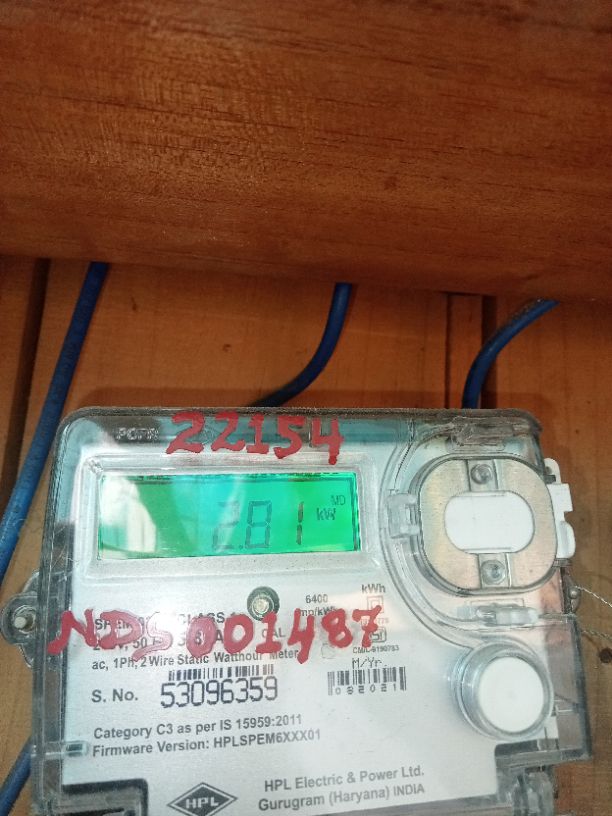 22154
2.81 kW MD
6400
kWh
imp/kWh
NDS001487
ac, 1Ph, 2 Wire Static Watthour Meter
M/Yr.
S. No. 53096359
082021
Category C3 as per IS 15959:2011
Firmware Version: HPLSPEM6XXX01
HPL
HPL Electric & Power Ltd.
Gurugram (Haryana) INDIA